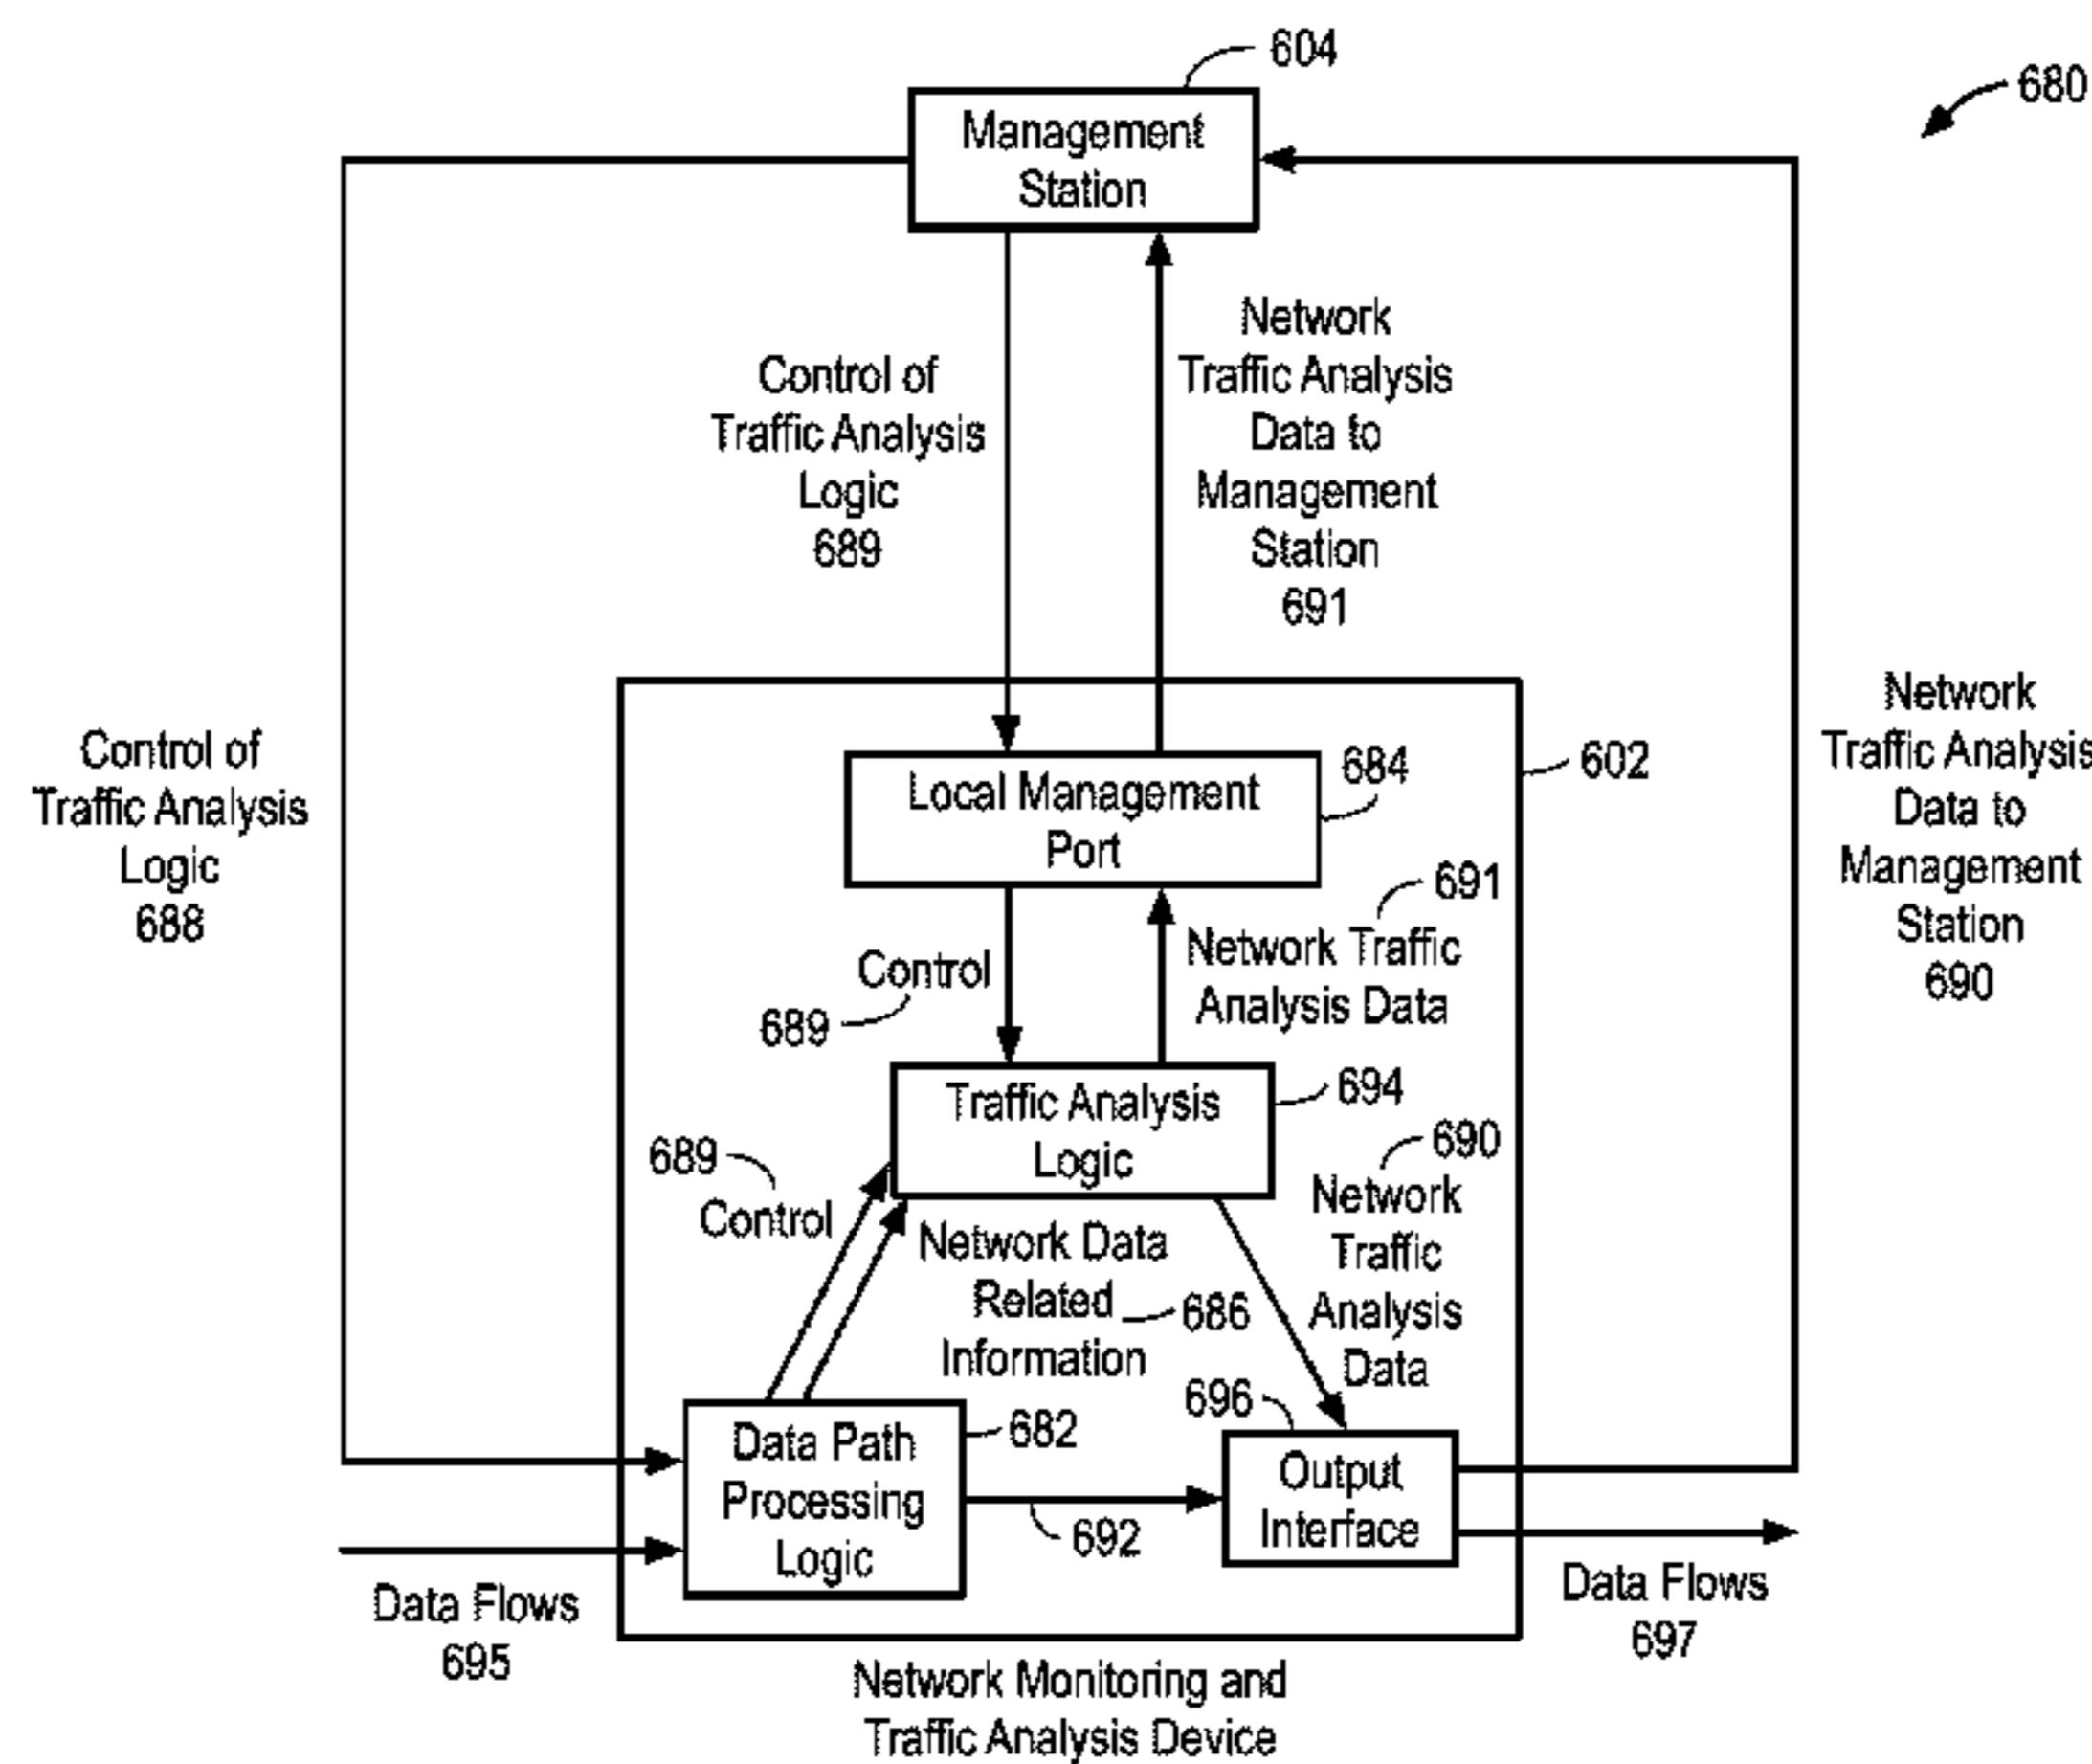 604
680
Management
Station
Control of
Traffic Analysis
Logic
689
Network
Traffic Analysis
Data to
Management
Station
691
Control of
Traffic Analysis
Logic
688
Network
Traffic Analysis
Data to
Management
Station
690
602
Local Management
Port
684
691
Control
689
Network Traffic
Analysis Data
Traffic Analysis
Logic
694
689
Control
Network Data
Related
Information
686
690
Network
Traffic
Analysis
Data
Data Path
Processing
Logic
682
692
696
Output
Interface
Data Flows
695
Data Flows
697
Network Monitoring and
Traffic Analysis Device